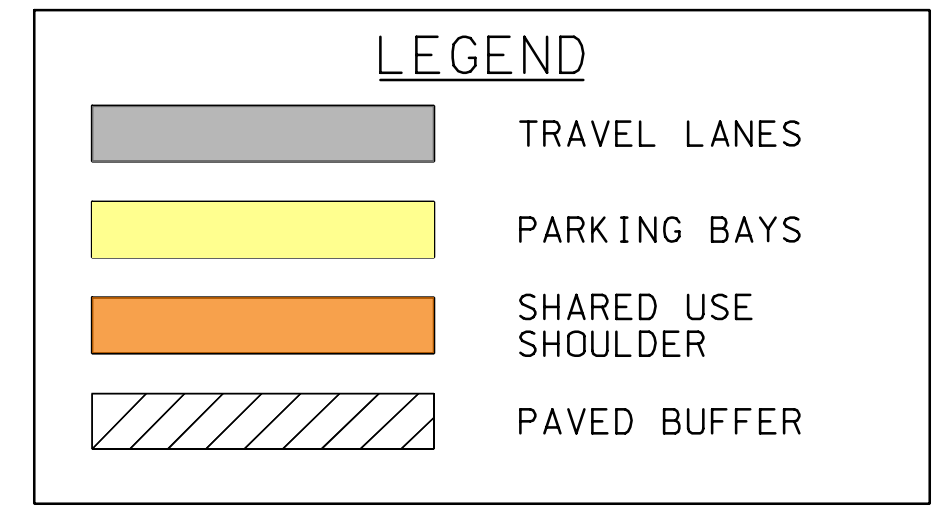 LEGEND
TRAVEL LANES
PARKING BAYS
SHARED USE
SHOULDER
PAVED BUFFER